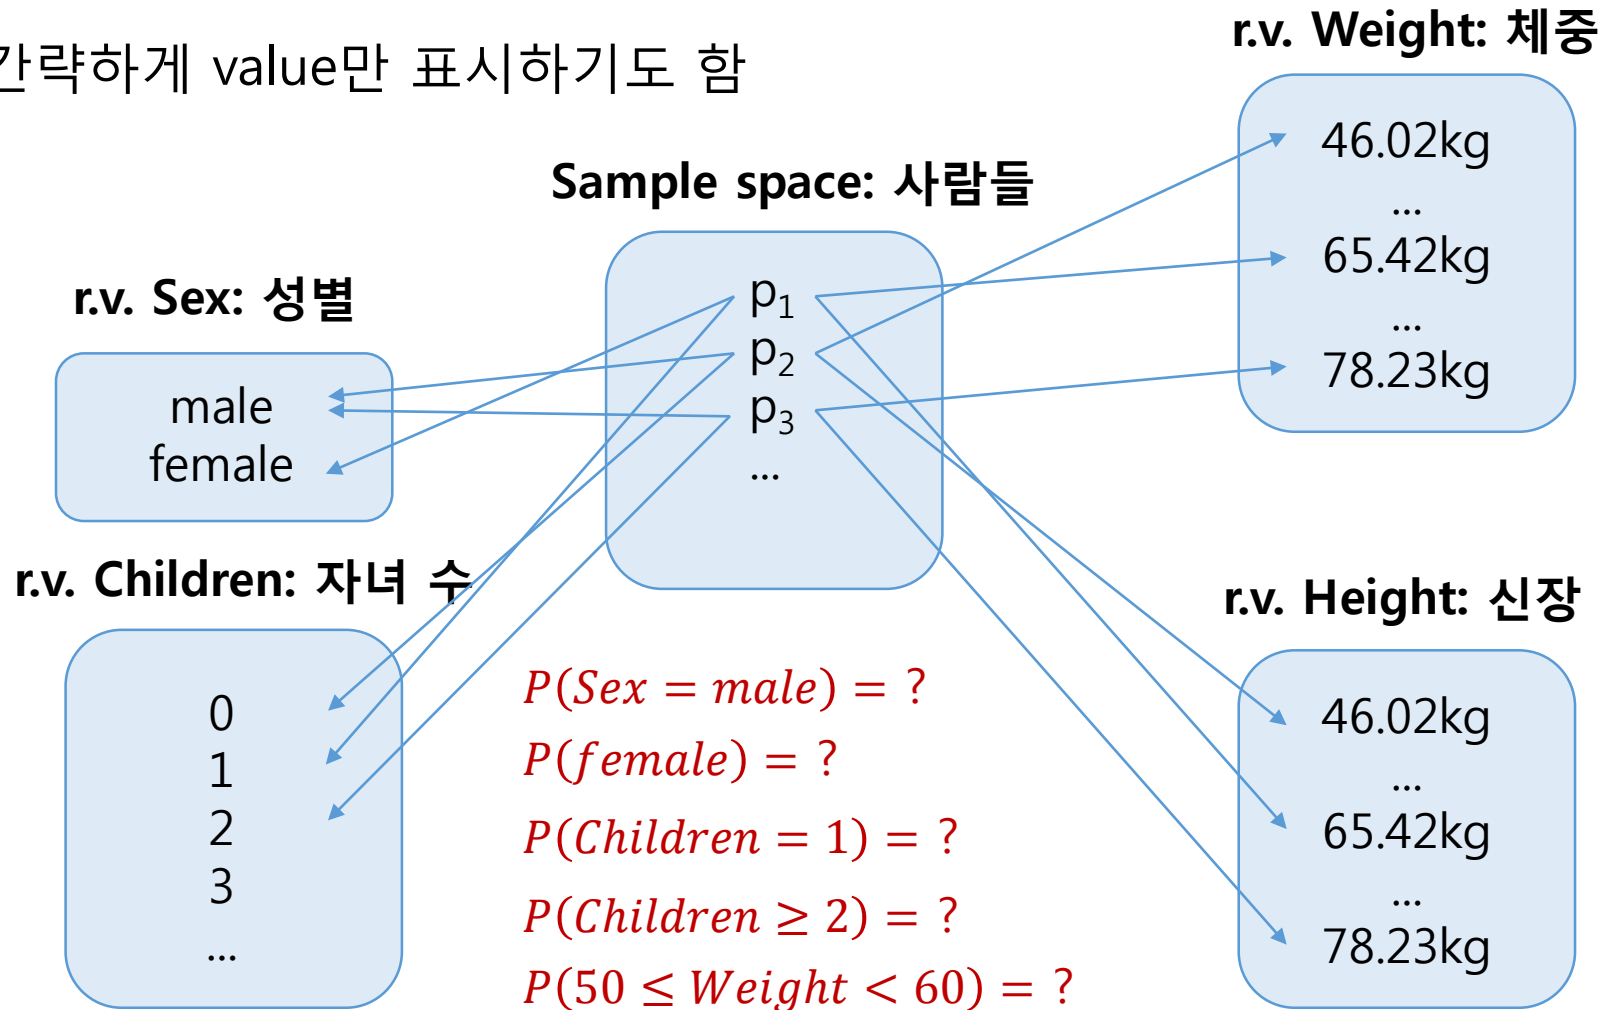 간략하게 value만 표시하기도 함
r.v. Weight: 체중
46.02kg
...
65.42kg
...
78.23kg
Sample space: 사람들
p₁
p₂
p₃
...
r.v. Sex: 성별
male
female
r.v. Children: 자녀 수
0
1
2
3
...
P(Sex = male) = ?
P(female) = ?
P(Children = 1) = ?
P(Children ≥ 2) = ?
P(50 ≤ Weight < 60) = ?
r.v. Height: 신장
46.02kg
...
65.42kg
...
78.23kg